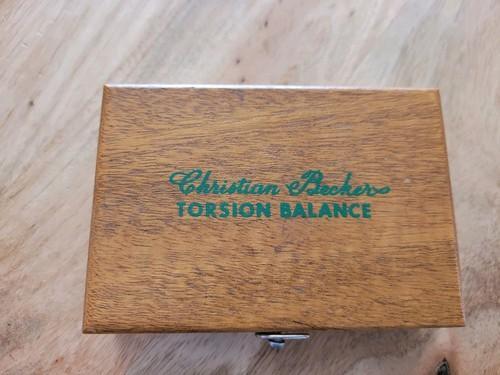 Christian Becker
TORSION BALANCE